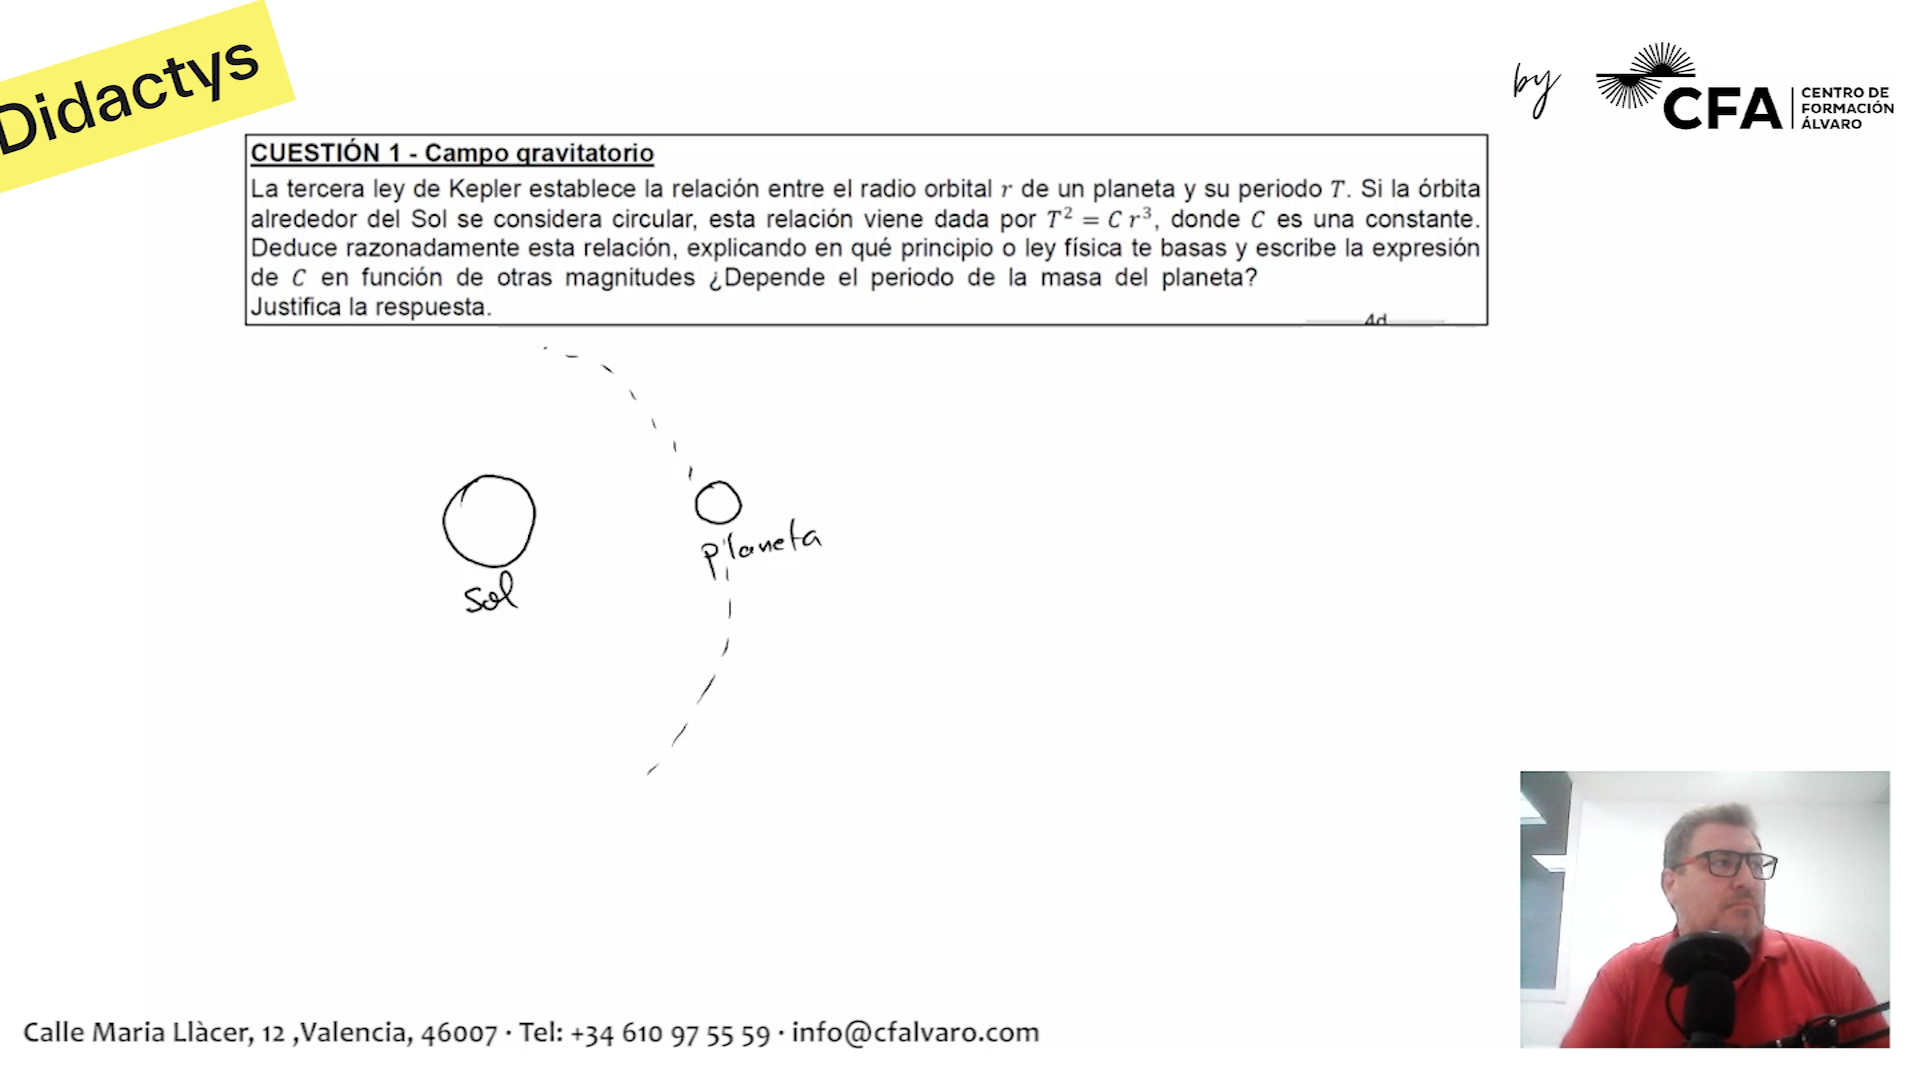 Didactys
by
CFA
CENTRO DE
FORMACIÓN
ÁLVARO
CUESTIÓN 1 - Campo gravitatorio
La tercera ley de Kepler establece la relación entre el radio orbital r de un planeta y su periodo T. Si la órbita
alrededor del Sol se considera circular, esta relación viene dada por T² = C r³, donde C es una constante.
Deduce razonadamente esta relación, explicando en qué principio o ley física te basas y escribe la expresión
de C en función de otras magnitudes ¿Depende el periodo de la masa del planeta?
Justifica la respuesta.
4d
planeta
Sol
Calle Maria Llàcer, 12 ,Valencia, 46007 · Tel: +34 610 97 55 59 · info@cfalvaro.com